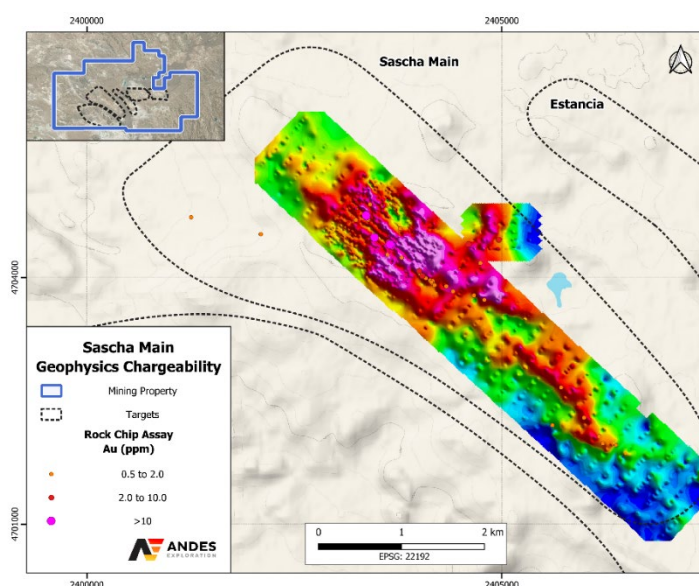 2400000
2405000
Sascha Main
Estancia
4704000
4704000
Sascha Main
Geophysics Chargeability
Mining Property
Targets
Rock Chip Assay
Au (ppm)
0.5 to 2.0
2.0 to 10.0
>10
ANDES
EXPLORATION
0 1 2 km
EPSG: 22192
4701000
4701000
2400000
2405000